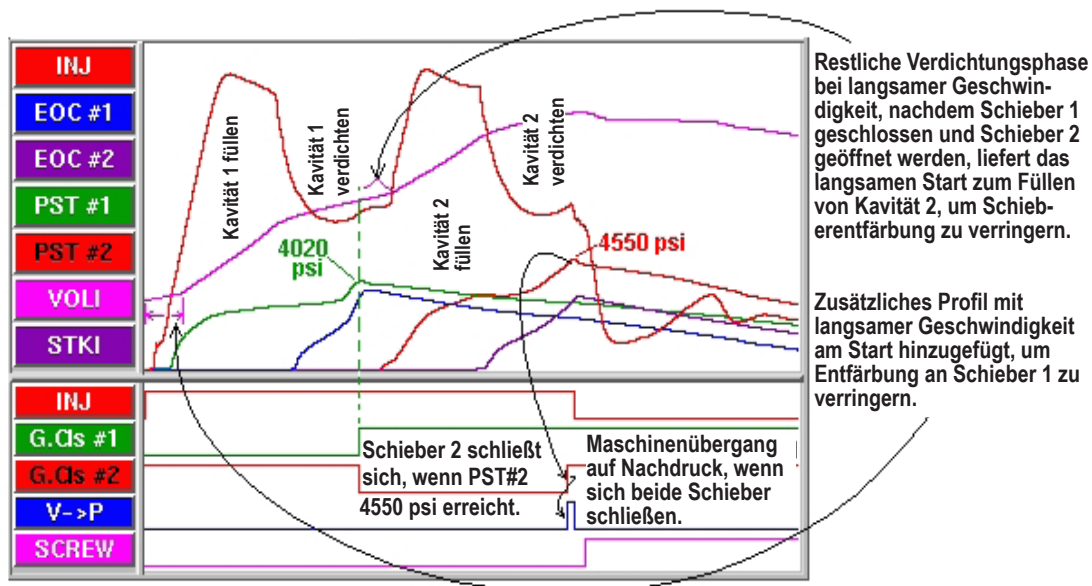 INJ
EOC #1
EOC #2
PST #1
PST #2
VOLI
STKI
Kavität 1 füllen
Kavität 1
verdichten
Kavität 2
füllen
Kavität 2
verdichten
4020
psi
4550 psi
Restliche Verdichtungsphase
bei langsamer Geschwin-
digkeit, nachdem Schieber 1
geschlossen und Schieber 2
geöffnet werden, liefert das
langsamen Start zum Füllen
von Kavität 2, um Schieb-
erentfärbung zu verringern.
Zusätzliches Profil mit
langsamer Geschwindigkeit
am Start hinzugefügt, um
Entfärbung an Schieber 1 zu
verringern.
INJ
G.Cls #1
G.Cls #2
V->P
SCREW
Schieber 2 schließt
sich, wenn PST#2
4550 psi erreicht.
Maschinenübergang
auf Nachdruck, wenn
sich beide Schieber
schließen.